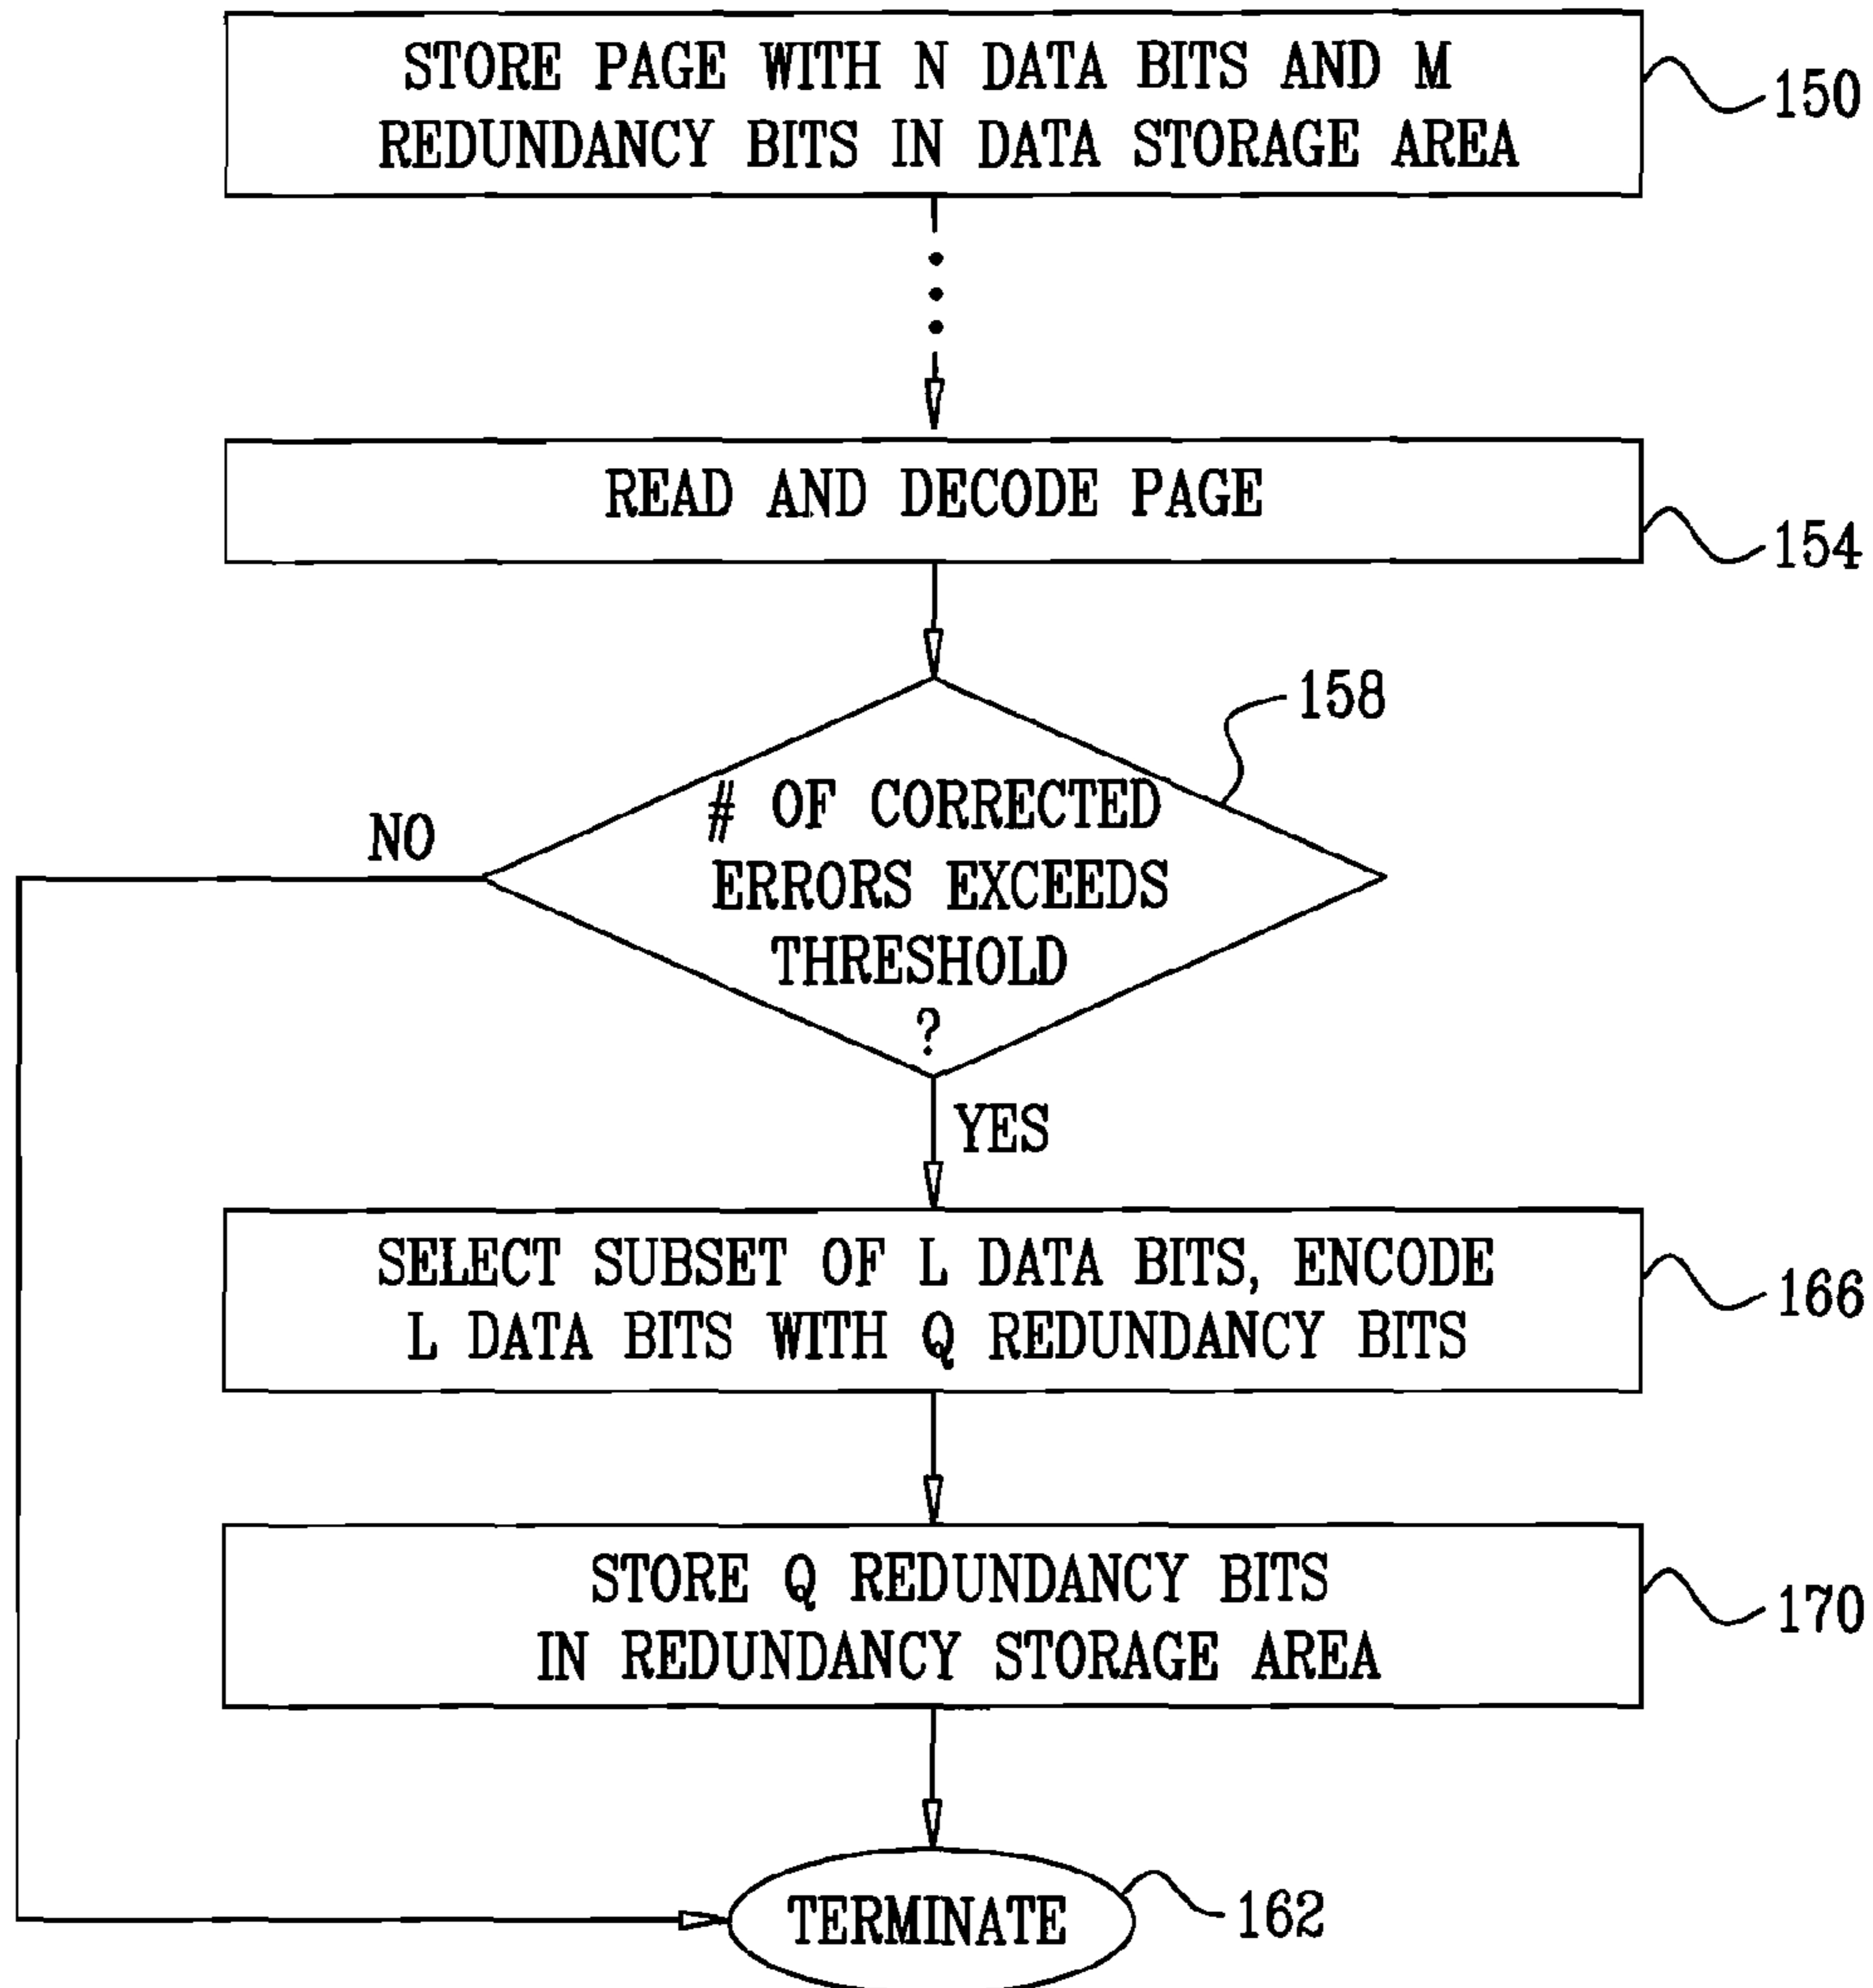 STORE PAGE WITH N DATA BITS AND M
REDUNDANCY BITS IN DATA STORAGE AREA
150
READ AND DECODE PAGE
154
158
# OF CORRECTED
ERRORS EXCEEDS
THRESHOLD
?
NO
YES
SELECT SUBSET OF L DATA BITS, ENCODE
L DATA BITS WITH Q REDUNDANCY BITS
166
STORE Q REDUNDANCY BITS
IN REDUNDANCY STORAGE AREA
170
TERMINATE
162